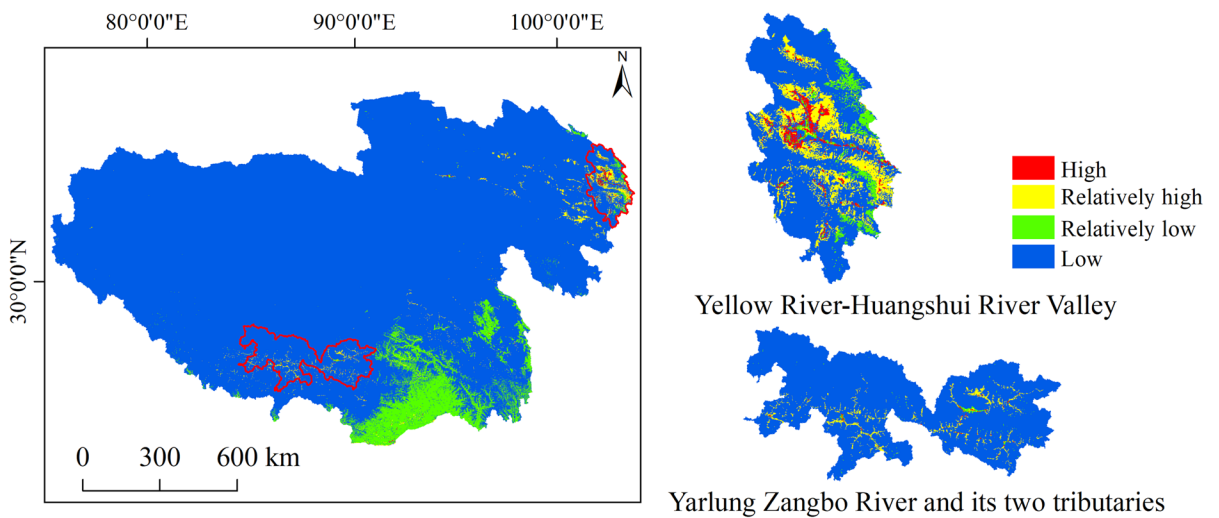 80°0'0"E
90°0'0"E
100°0'0"E
N
30°0'0"N
0 300 600 km
High
Relatively high
Relatively low
Low
Yellow River-Huangshui River Valley
Yarlung Zangbo River and its two tributaries